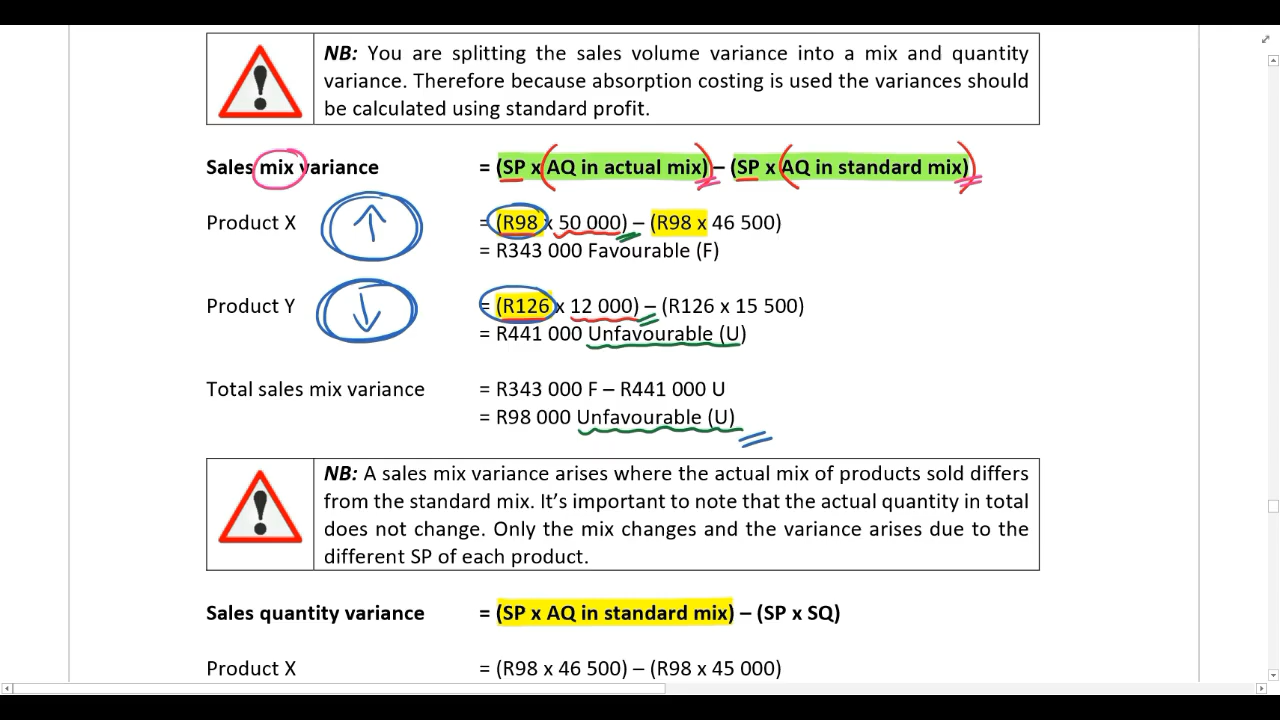 NB: You are splitting the sales volume variance into a mix and quantity
variance. Therefore because absorption costing is used the variances should
be calculated using standard profit.
Sales mix variance = (SP x AQ in actual mix) – (SP x AQ in standard mix)
Product X = (R98 x 50 000) – (R98 x 46 500)
= R343 000 Favourable (F)
Product Y = (R126 x 12 000) – (R126 x 15 500)
= R441 000 Unfavourable (U)
Total sales mix variance = R343 000 F – R441 000 U
= R98 000 Unfavourable (U)
NB: A sales mix variance arises where the actual mix of products sold differs
from the standard mix. It’s important to note that the actual quantity in total
does not change. Only the mix changes and the variance arises due to the
different SP of each product.
Sales quantity variance = (SP x AQ in standard mix) – (SP x SQ)
Product X = (R98 x 46 500) – (R98 x 45 000)